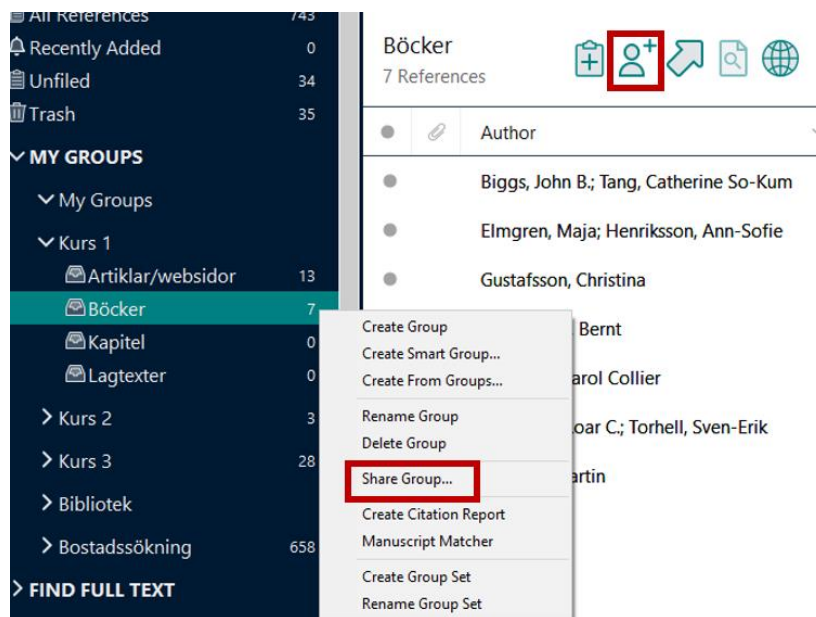 All References 743
Recently Added 0
Unfiled 34
Trash 35
MY GROUPS
My Groups
Kurs 1
Artiklar/websidor 13
Böcker 7
Kapitel 0
Lagtexter 0
Kurs 2 3
Kurs 3 28
Bibliotek
Bostadssökning 658
FIND FULL TEXT
Böcker
7 References
Author
Biggs, John B.; Tang, Catherine So-Kum
Elmgren, Maja; Henriksson, Ann-Sofie
Gustafsson, Christina
Bernt
arol Collier
oar C.; Torhell, Sven-Erik
artin
Create Group
Create Smart Group...
Create From Groups...
Rename Group
Delete Group
Share Group...
Create Citation Report
Manuscript Matcher
Create Group Set
Rename Group Set